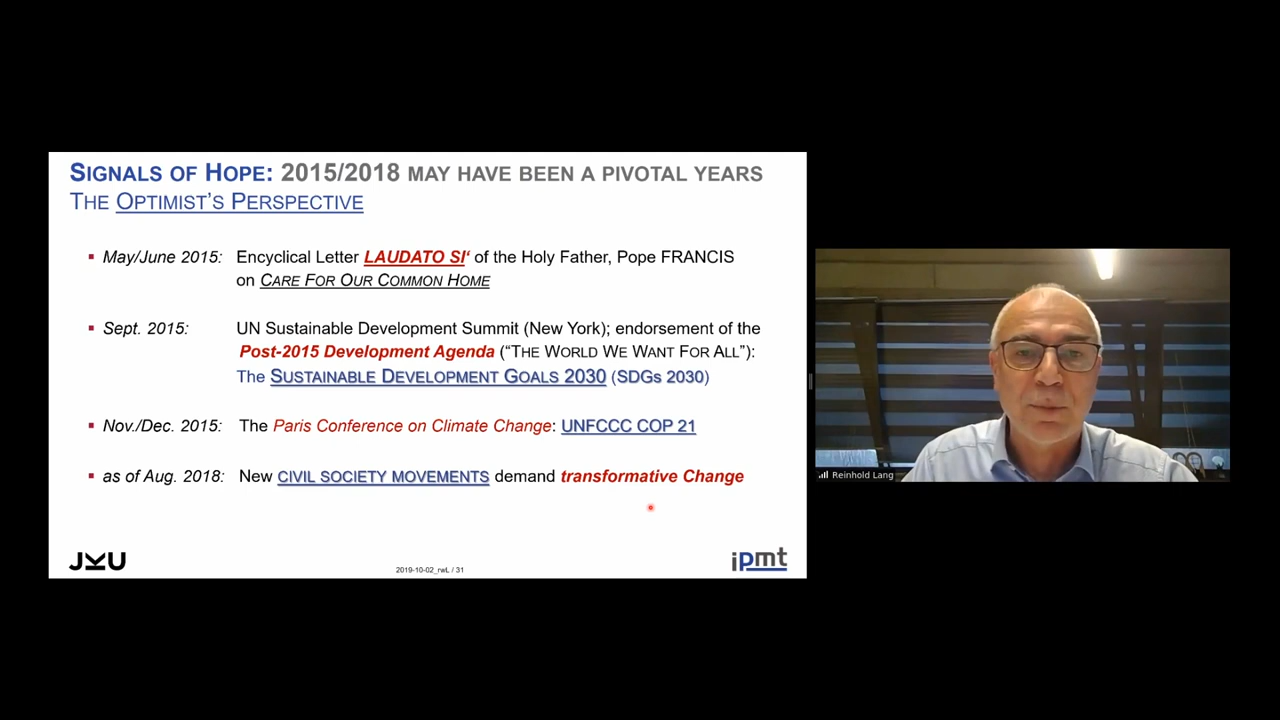 SIGNALS OF HOPE: 2015/2018 MAY HAVE BEEN A PIVOTAL YEARS
THE OPTIMIST'S PERSPECTIVE
▪ May/June 2015: Encyclical Letter LAUDATO SI‘ of the Holy Father, Pope FRANCIS
on CARE FOR OUR COMMON HOME
▪ Sept. 2015: UN Sustainable Development Summit (New York); endorsement of the
Post-2015 Development Agenda (“THE WORLD WE WANT FOR ALL”):
The SUSTAINABLE DEVELOPMENT GOALS 2030 (SDGs 2030)
▪ Nov./Dec. 2015: The Paris Conference on Climate Change: UNFCCC COP 21
▪ as of Aug. 2018: New CIVIL SOCIETY MOVEMENTS demand transformative Change
JKU
2019-10-02_rwL / 31
ipmt
Reinhold Lang